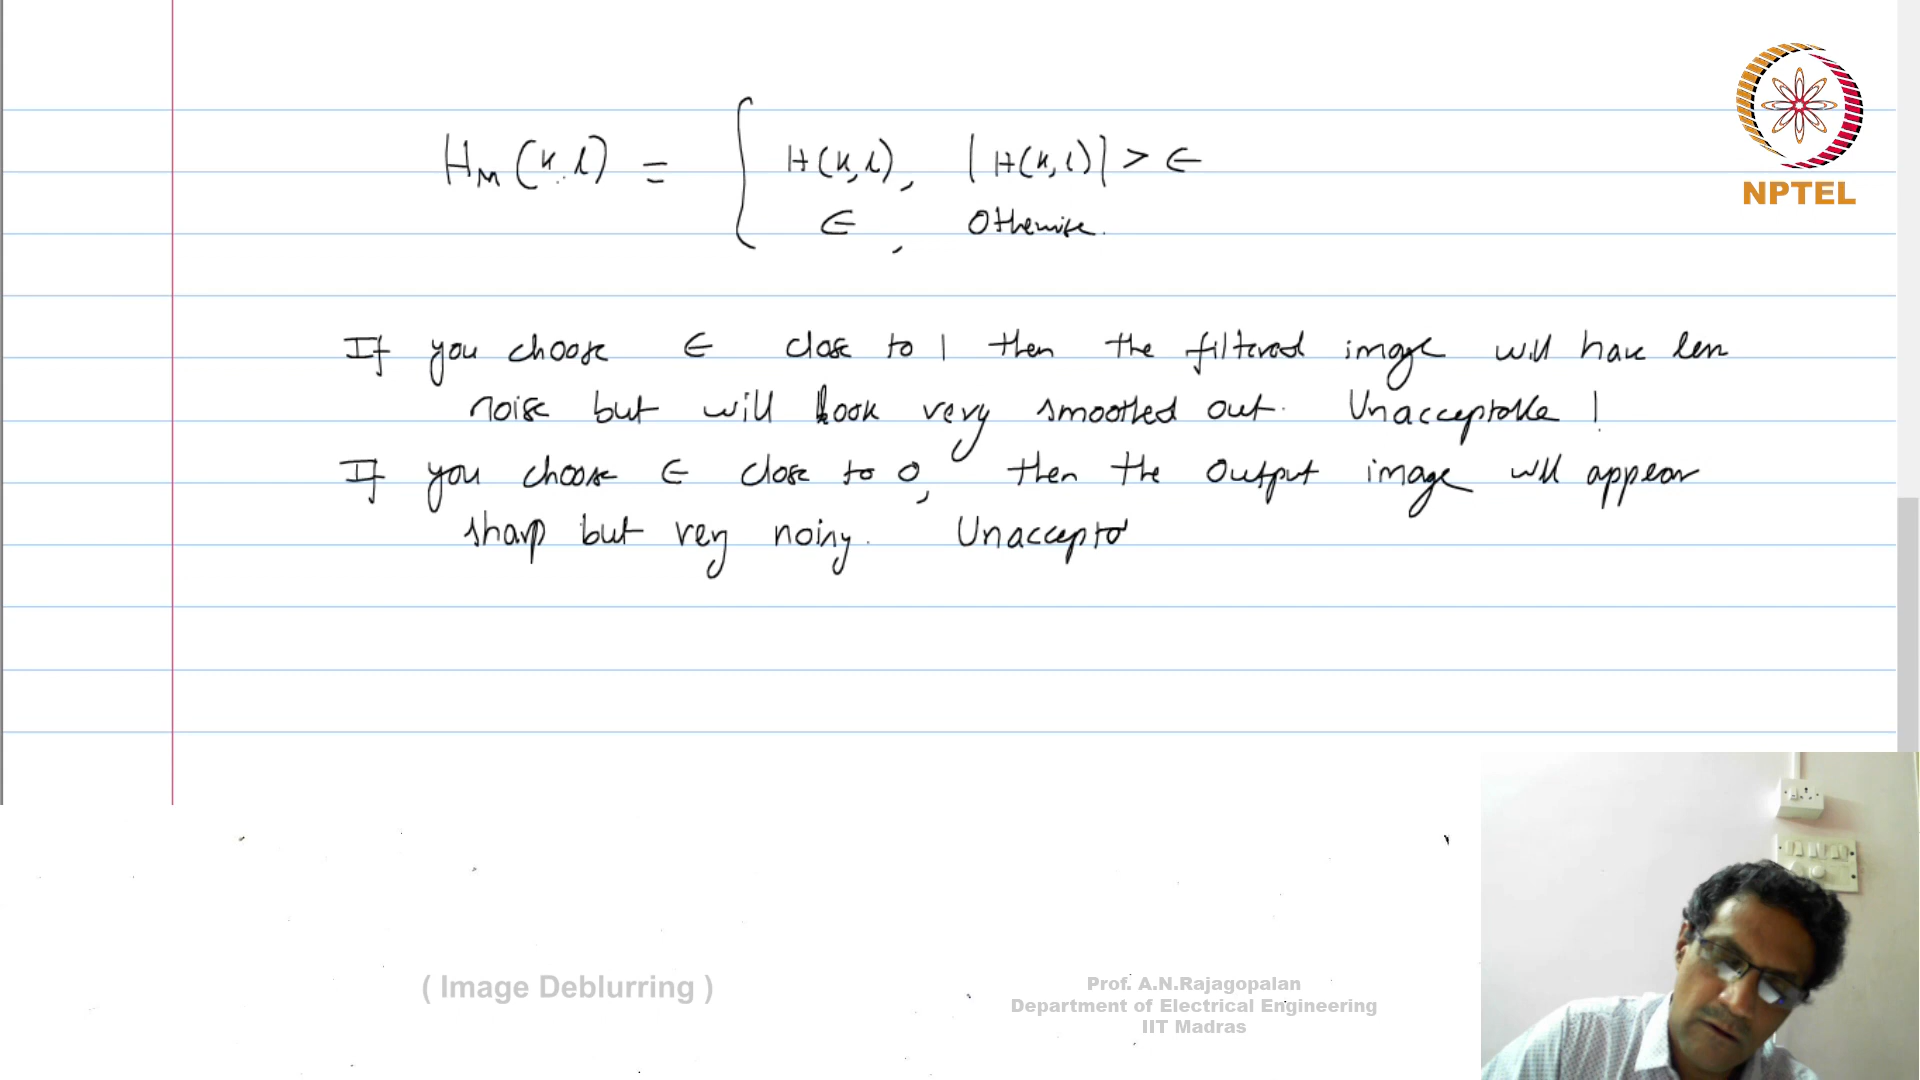 H_M(k,l) = { H(k,l), |H(k,l)| > ∈
∈, Otherwise.
NPTEL
If you choose ∈ close to 1 then the filtered image will have less
noise but will look very smoothed out. Unacceptable!
If you choose ∈ close to 0, then the output image will appear
sharp but very noisy. Unaccepta
( Image Deblurring )
Prof. A.N.Rajagopalan
Department of Electrical Engineering
IIT Madras